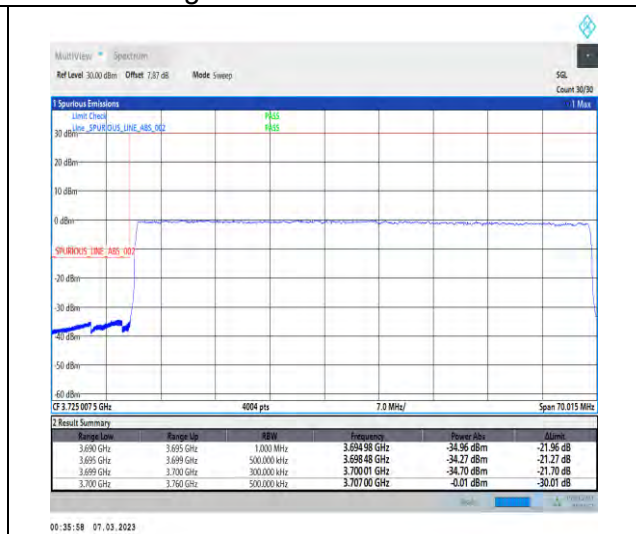 MultiView Spectrum
Ref Level 30.00 dBm Offset 7.87 dB Mode Sweep SGL
Count 30/30
1 Spurious Emissions 1 Max
Limit Check PASS
Line _SPURIOUS_LINE_ABS_002 PASS
30 dBm
20 dBm
10 dBm
0 dBm
SPURIOUS_LINE_ABS_002
-20 dBm
-30 dBm
-40 dBm
-50 dBm
-60 dBm
CF 3.725 007 5 GHz 4004 pts 7.0 MHz/ Span 70.015 MHz
2 Result Summary
Range Low Range Up RBW Frequency Power Abs ΔLimit
3.690 GHz 3.695 GHz 1.000 MHz 3.694 98 GHz -34.96 dBm -21.96 dB
3.695 GHz 3.699 GHz 500.000 kHz 3.698 48 GHz -34.27 dBm -21.27 dB
3.699 GHz 3.700 GHz 300.000 kHz 3.700 01 GHz -34.70 dBm -21.70 dB
3.700 GHz 3.760 GHz 500.000 kHz 3.707 00 GHz -0.01 dBm -30.01 dB
00:35:58 07.03.2023